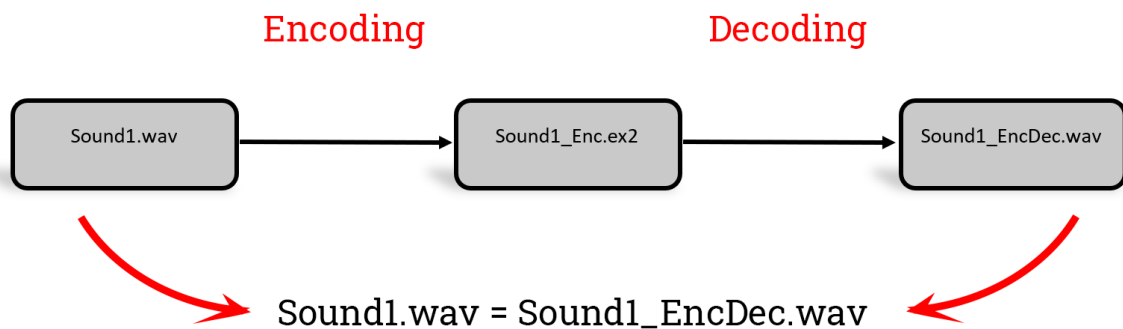 Encoding
Decoding
Sound1.wav
Sound1_Enc.ex2
Sound1_EncDec.wav
Sound1.wav = Sound1_EncDec.wav